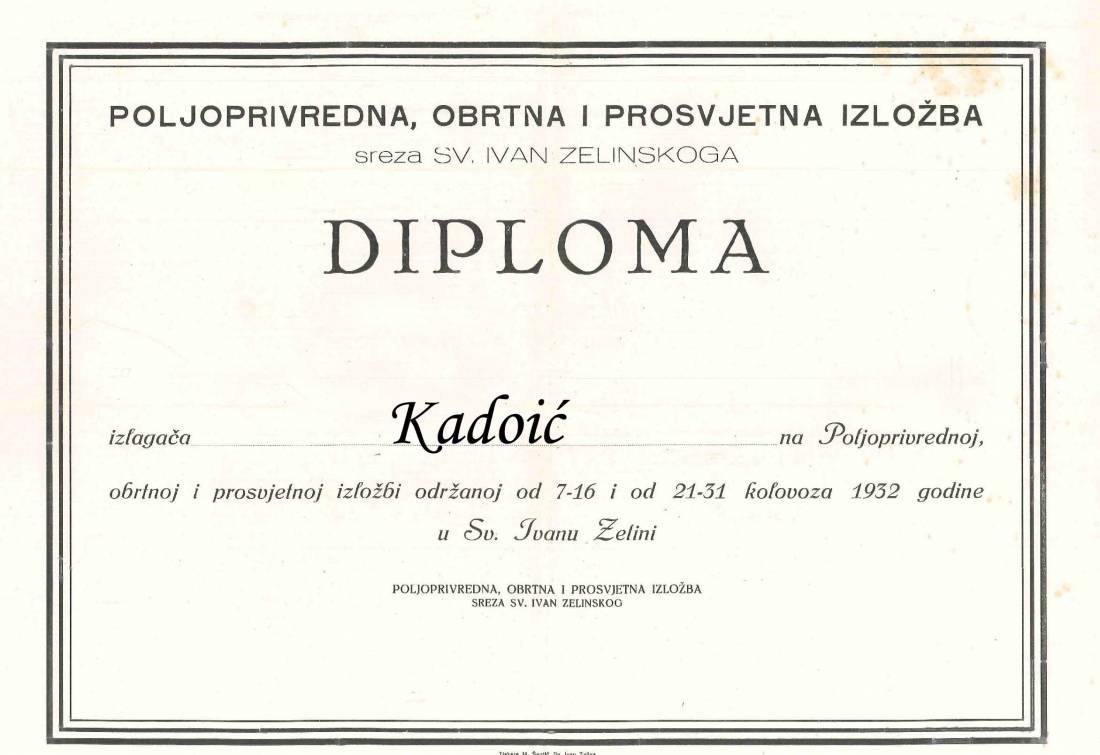 POLJOPRIVREDNA, OBRTNA I PROSVJETNA IZLOŽBA
sreza SV. IVAN ZELINSKOGA
DIPLOMA
izlagača Kadoić na Poljoprivrednoj,
obrtnoj i prosvjetnoj izložbi održanoj od 7-16 i od 21-31 kolovoza 1932 godine
u Sv. Ivanu Zelini
POLJOPRIVREDNA, OBRTNA I PROSVJETNA IZLOŽBA
SREZA SV. IVAN ZELINSKOG